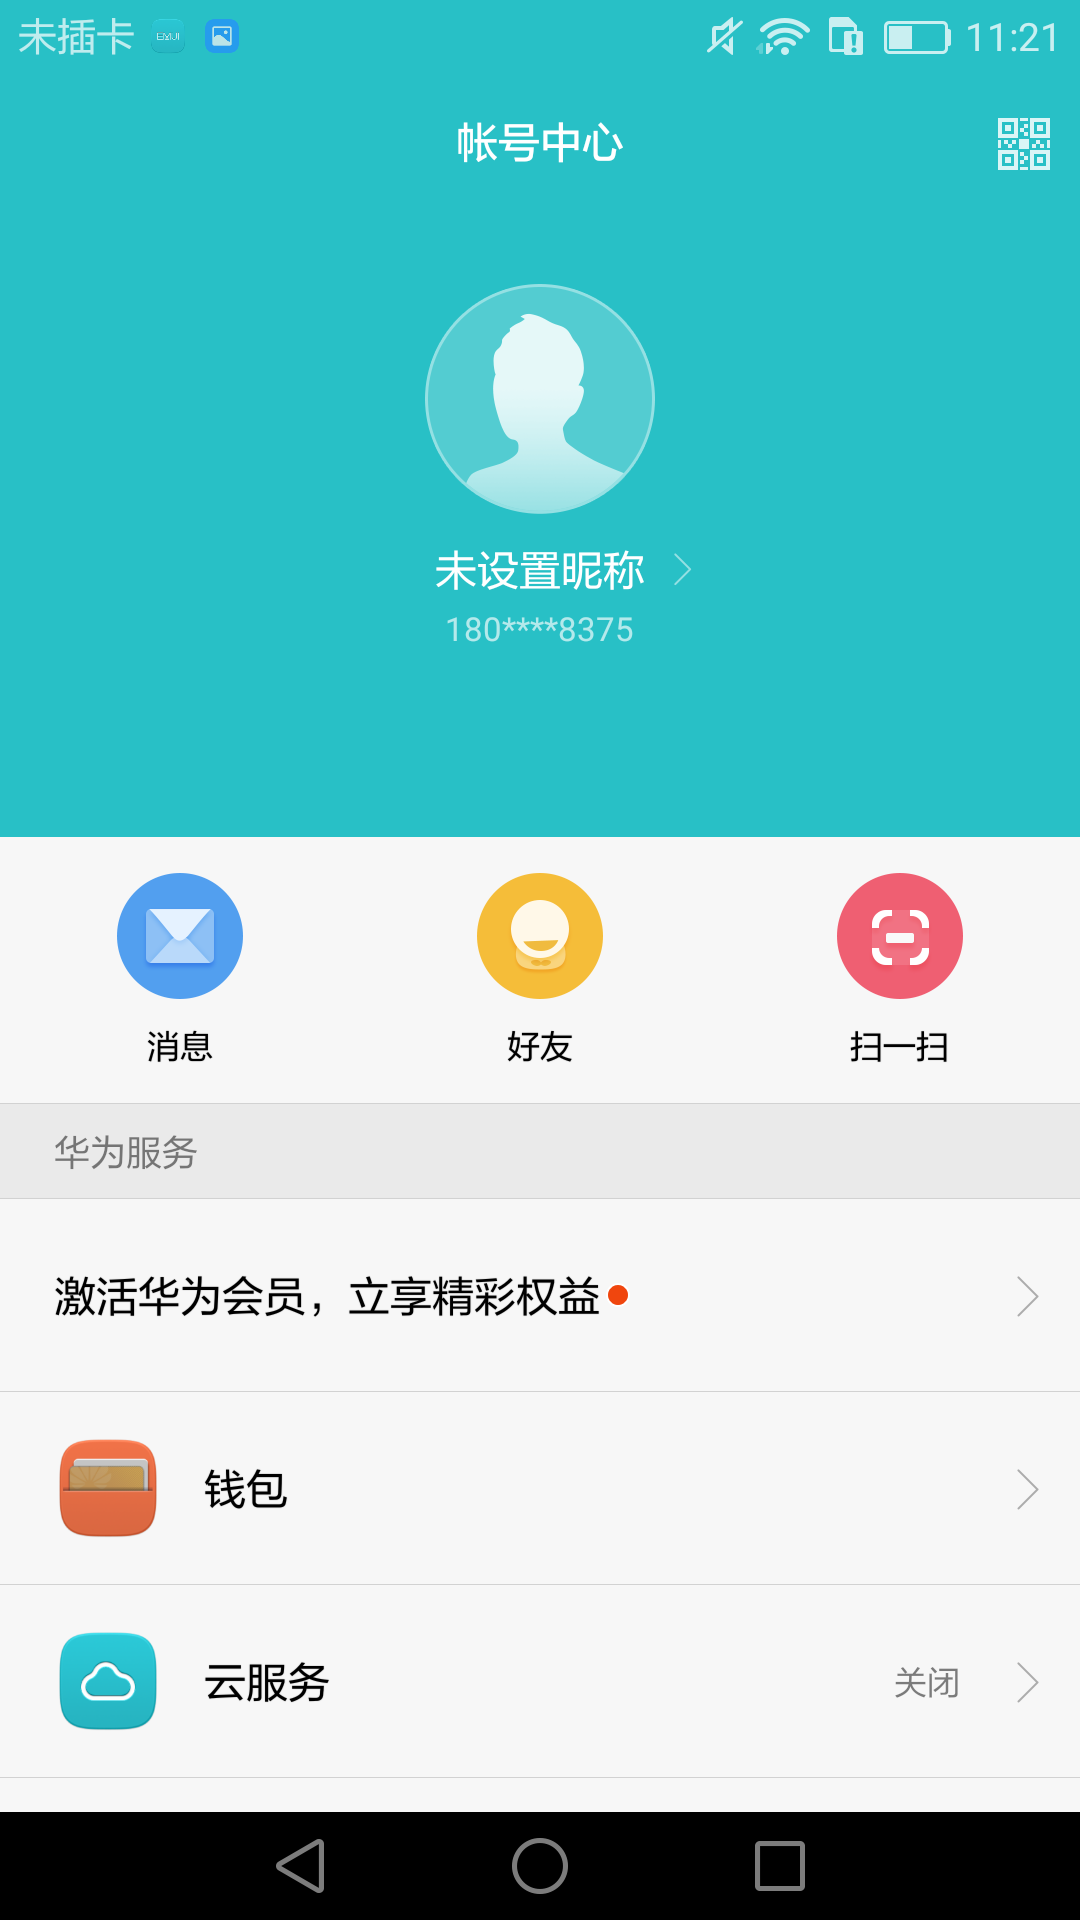 未插卡 EMUI 11:21
帐号中心
未设置昵称
180****8375
消息 好友 扫一扫
华为服务
激活华为会员，立享精彩权益
钱包
云服务 关闭